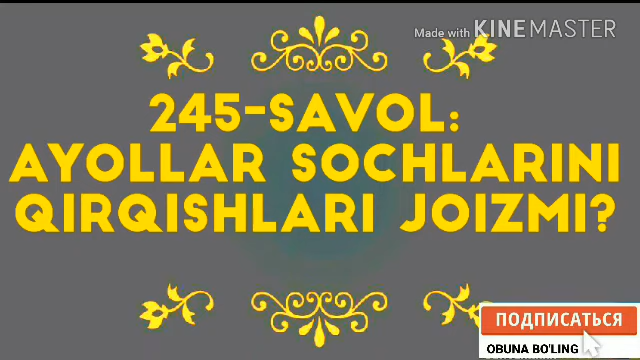 Made with KINEMASTER
245-SAVOL:
AYOLLAR SOCHLARINI
QIRQISHLARI JOIZMI?
ПОДПИСАТЬСЯ
OBUNA BO'LING